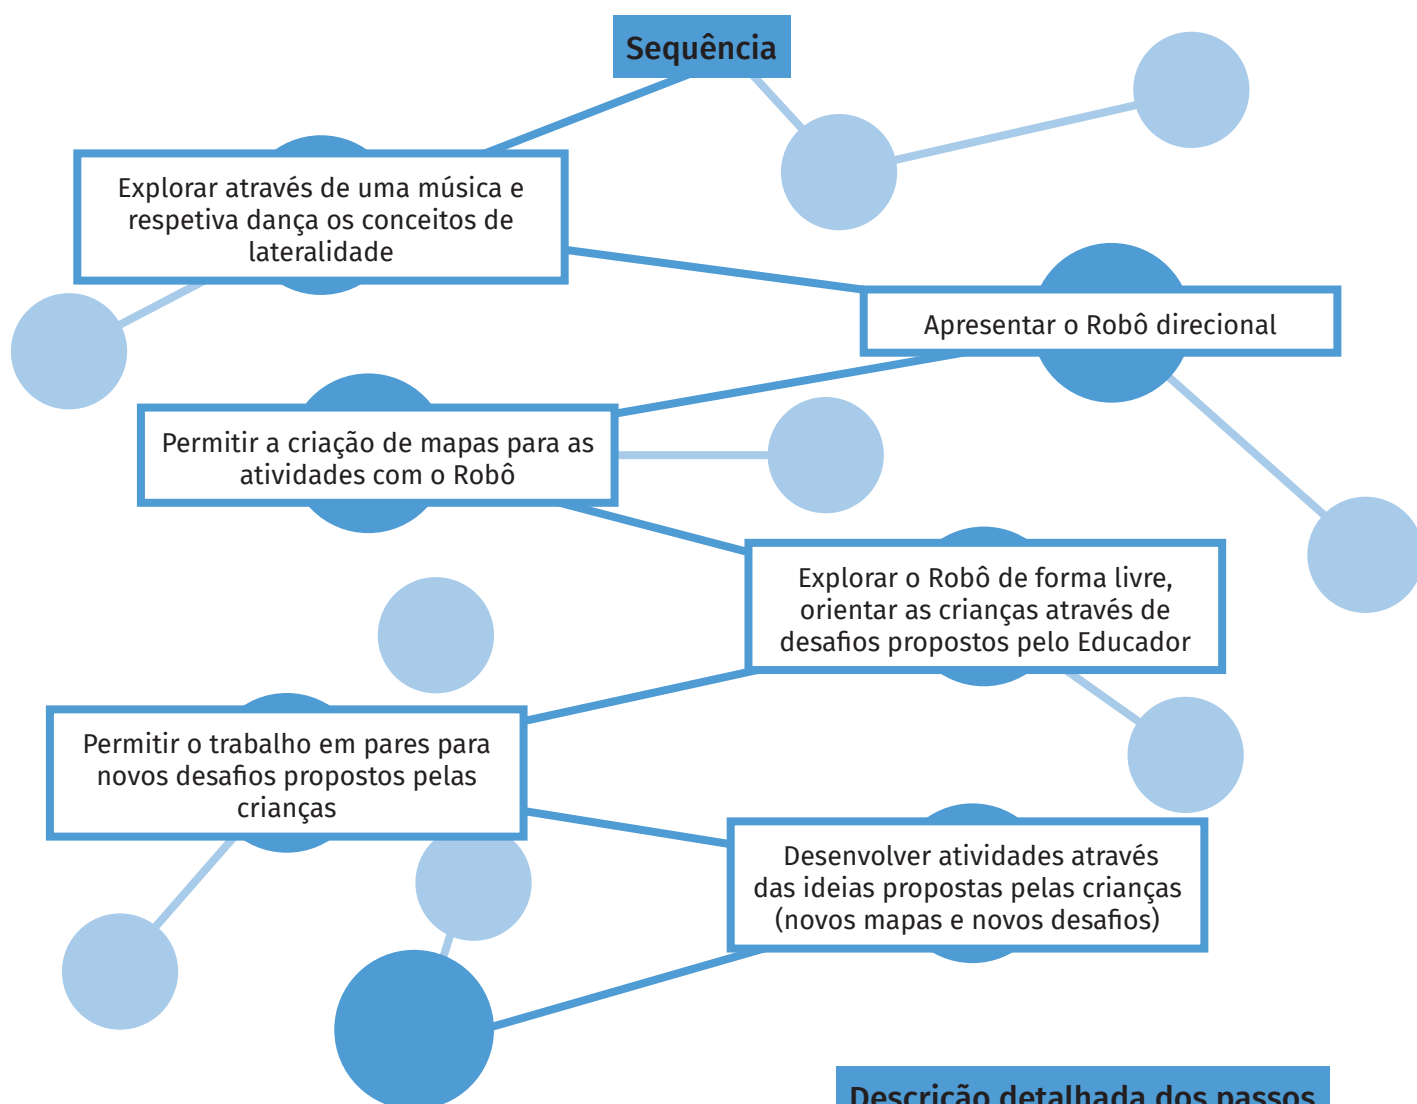 Sequência
Explorar através de uma música e
respetiva dança os conceitos de
lateralidade
Apresentar o Robô direcional
Permitir a criação de mapas para as
atividades com o Robô
Explorar o Robô de forma livre,
orientar as crianças através de
desafios propostos pelo Educador
Permitir o trabalho em pares para
novos desafios propostos pelas
crianças
Desenvolver atividades através
das ideias propostas pelas crianças
(novos mapas e novos desafios)
Descrição detalhada dos passos